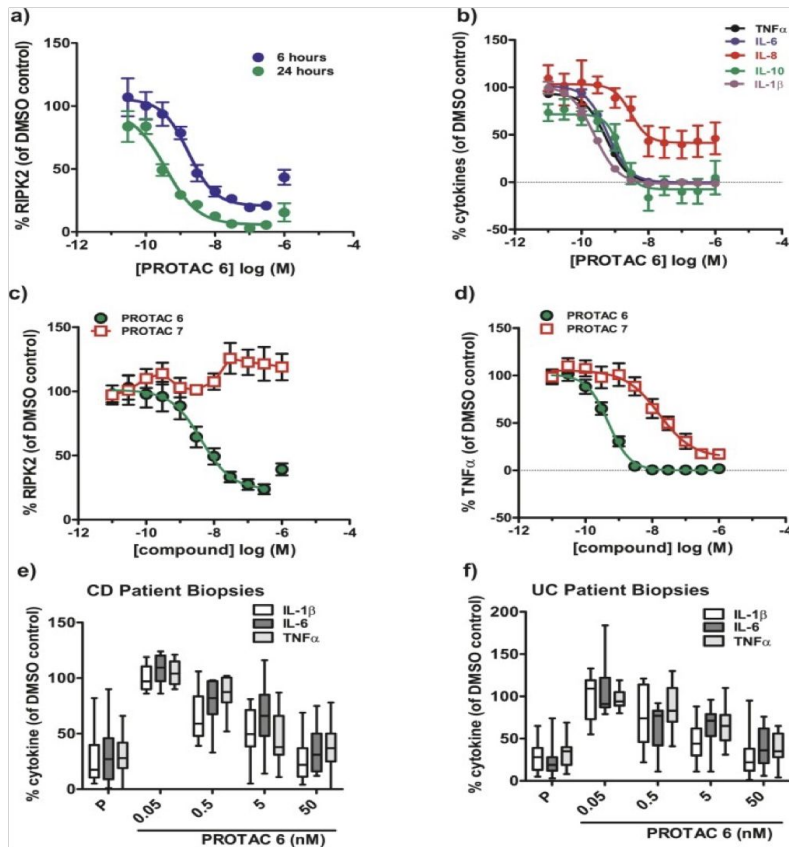 a)
150
100
50
0
-12
-10
-8
-6
-4
% RIPK2 (of DMSO control)
[PROTAC 6] log (M)
6 hours
24 hours
b)
150
100
50
0
-50
-12
-10
-8
-6
-4
% cytokines (of DMSO control)
[PROTAC 6] log (M)
TNFα
IL-6
IL-8
IL-10
IL-1β
c)
PROTAC 6
PROTAC 7
150
100
50
0
-12
-10
-8
-6
-4
% RIPK2 (of DMSO control)
[compound] log (M)
d)
PROTAC 6
PROTAC 7
150
100
50
0
-50
-12
-10
-8
-6
-4
% TNFα (of DMSO control)
[compound] log (M)
e)
CD Patient Biopsies
IL-1β
IL-6
TNFα
150
100
50
0
% cytokine (of DMSO control)
P
0.05
0.5
5
50
PROTAC 6 (nM)
f)
UC Patient Biopsies
IL-1β
IL-6
TNFα
200
150
100
50
0
% cytokine (of DMSO control)
P
0.05
0.5
5
50
PROTAC 6 (nM)